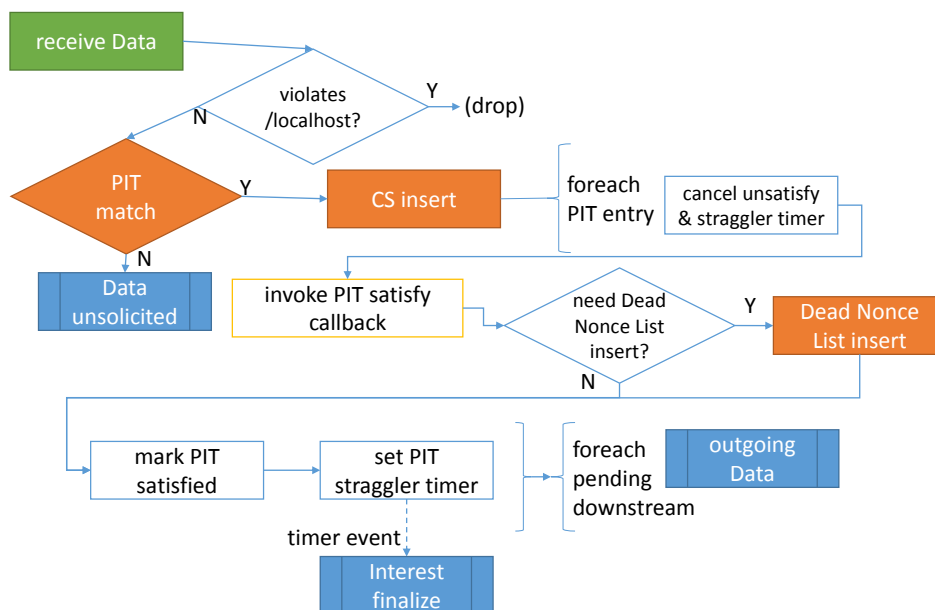 receive Data
violates
/localhost?
Y
(drop)
N
PIT
match
Y
CS insert
foreach
PIT entry
cancel unsatisfy
& straggler timer
N
Data
unsolicited
invoke PIT satisfy
callback
need Dead
Nonce List
insert?
Y
Dead Nonce
List insert
N
mark PIT
satisfied
set PIT
straggler timer
foreach
pending
downstream
outgoing
Data
timer event
Interest
finalize